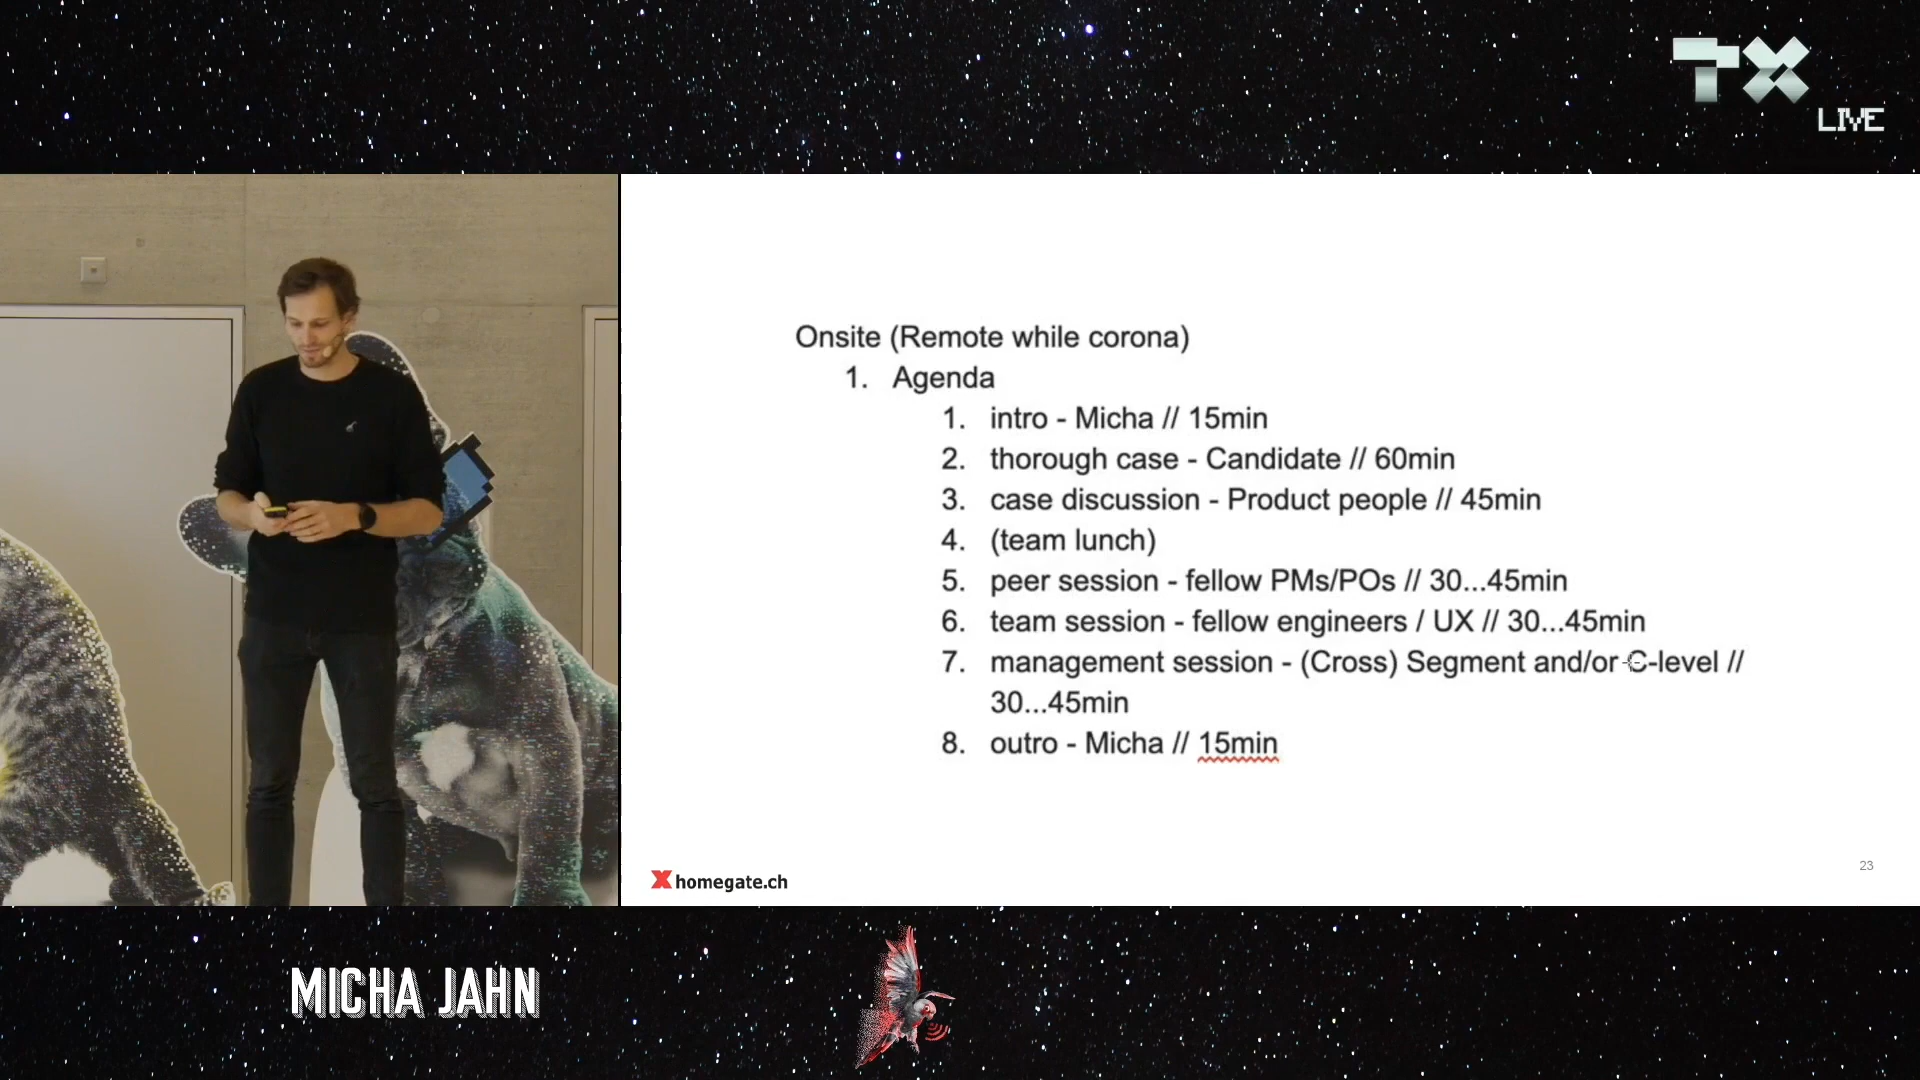 TX
LIVE
Onsite (Remote while corona)
1. Agenda
1. intro - Micha // 15min
2. thorough case - Candidate // 60min
3. case discussion - Product people // 45min
4. (team lunch)
5. peer session - fellow PMs/POs // 30...45min
6. team session - fellow engineers / UX // 30...45min
7. management session - (Cross) Segment and/or C-level //
30...45min
8. outro - Micha // 15min
homegate.ch
23
MICHA JAHN